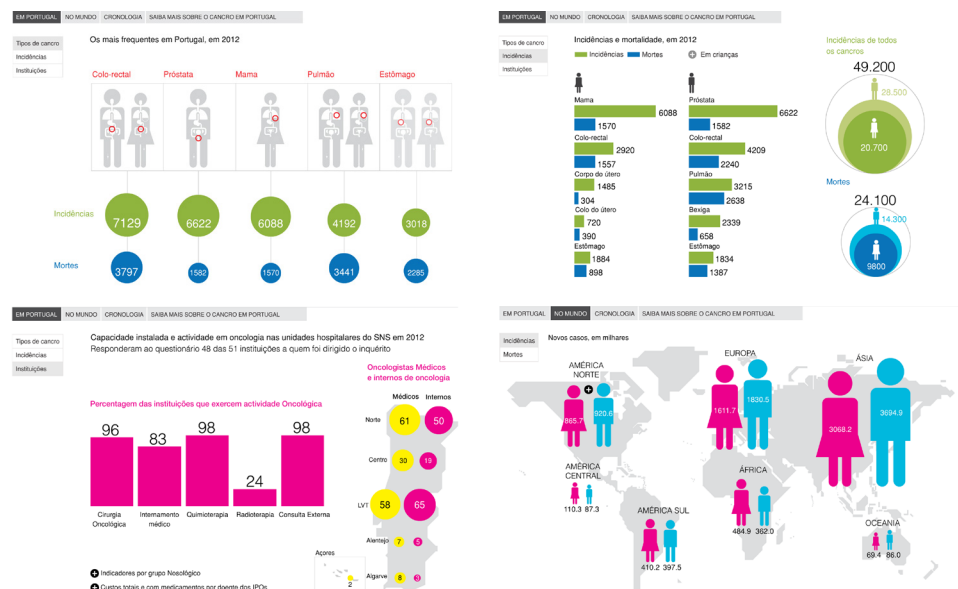 EM PORTUGAL NO MUNDO CRONOLOGIA SAIBA MAIS SOBRE O CANCRO EM PORTUGAL
Tipos de cancro
Incidências
Instituições
Os mais frequentes em Portugal, em 2012
Colo-rectal Próstata Mama Pulmão Estômago
Incidências 7129 6622 6088 4192 3018
Mortes 3797 1582 1570 3441 2285
EM PORTUGAL NO MUNDO CRONOLOGIA SAIBA MAIS SOBRE O CANCRO EM PORTUGAL
Tipos de cancro
Incidências
Instituições
Incidências e mortalidade, em 2012
Incidências Mortes Em crianças
Mama
6088
1570
Colo-rectal
2920
1557
Corpo do útero
1485
304
Colo do útero
720
390
Estômago
1884
898
Próstata
6622
1582
Colo-rectal
4209
2240
Pulmão
3215
2638
Bexiga
2339
658
Estômago
1834
1387
Incidências de todos
os cancros
49.200
28.500
20.700
Mortes
24.100
14.300
9800
EM PORTUGAL NO MUNDO CRONOLOGIA SAIBA MAIS SOBRE O CANCRO EM PORTUGAL
Tipos de cancro
Incidências
Instituições
Capacidade instalada e actividade em oncologia nas unidades hospitalares do SNS em 2012
Responderam ao questionário 48 das 51 instituições a quem foi dirigido o inquérito
Percentagem das instituições que exercem actividade Oncológica
96 83 98 24 98
Cirurgia Oncológica
Internamento médico
Quimioterapia
Radioterapia
Consulta Externa
Indicadores por grupo Nosológico
Custos totais e com medicamentos por doente dos IPOs
Oncologistas Médicos
e internos de oncologia
Médicos Internos
Norte 61 50
Centro 30 19
LVT 58 65
Alentejo 7 5
Algarve 8 3
Açores
2
EM PORTUGAL NO MUNDO CRONOLOGIA SAIBA MAIS SOBRE O CANCRO EM PORTUGAL
Incidências
Mortes
Novos casos, em milhares
AMÉRICA
NORTE
865.7 920.6
AMÉRICA
CENTRAL
110.3 87.3
AMÉRICA SUL
410.2 397.5
EUROPA
1611.7 1830.5
ÁFRICA
484.9 362.0
ÁSIA
3068.2 3694.9
OCEANIA
69.4 86.0